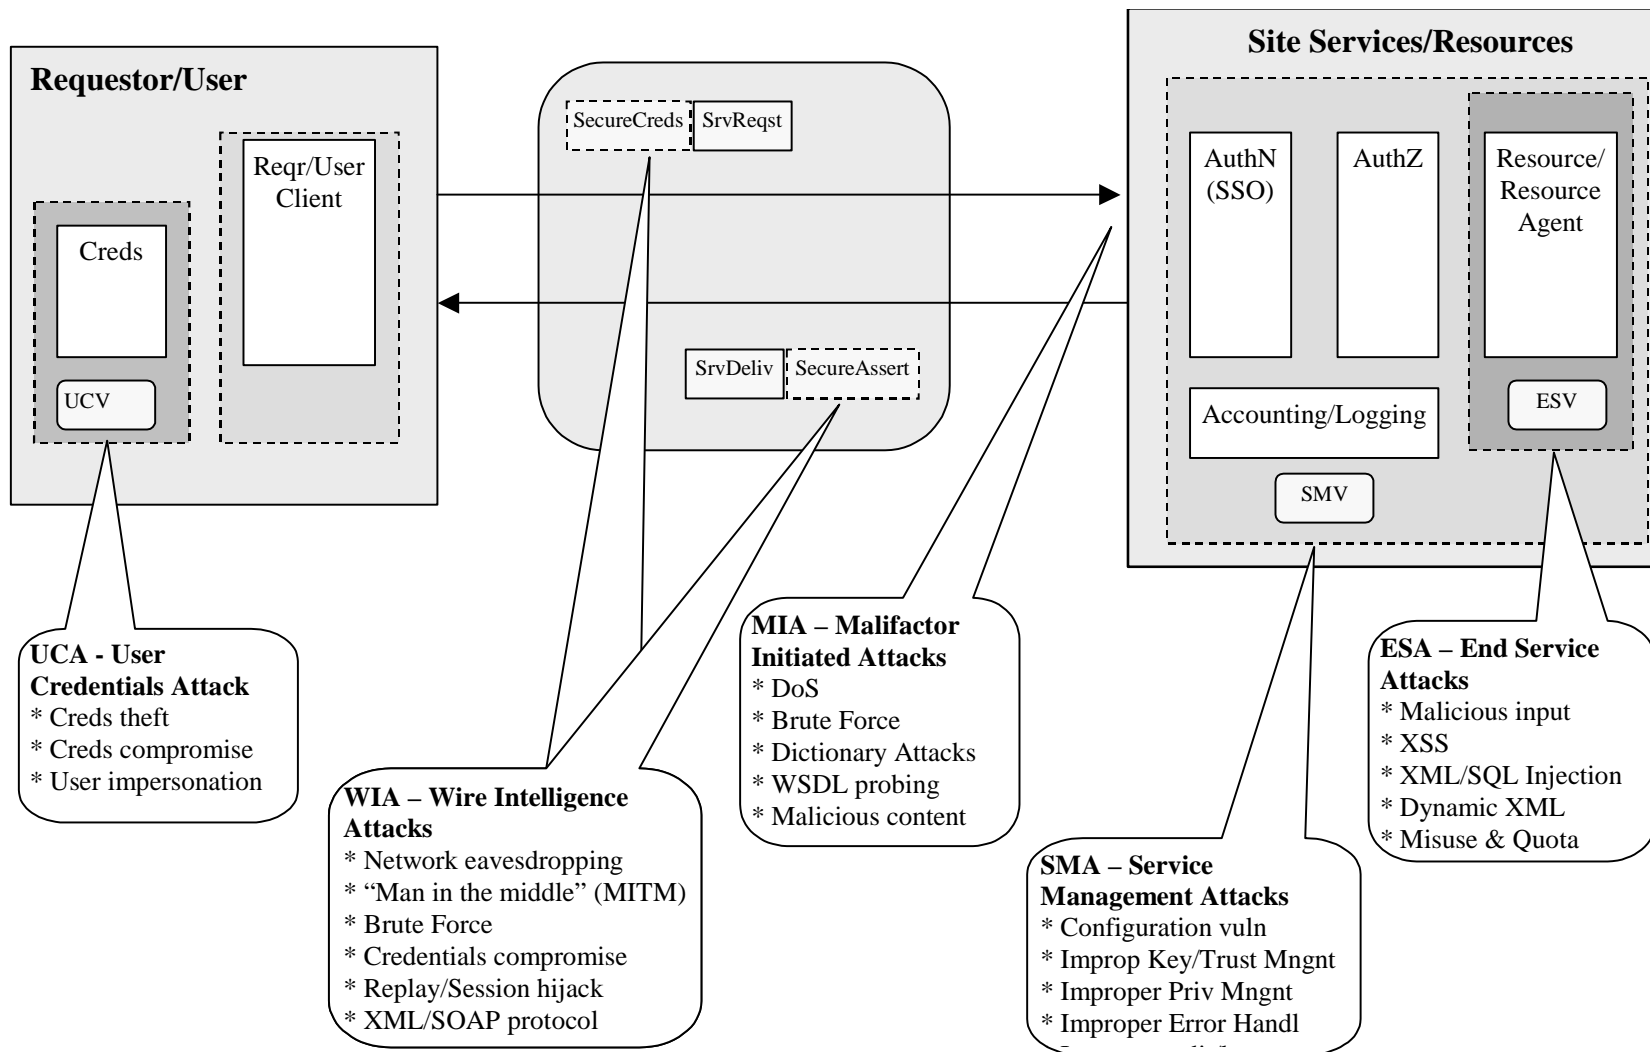 Requestor/User
Reqr/User
Client
Creds
UCV
SecureCreds
SrvReqst
SrvDeliv
SecureAssert
Site Services/Resources
AuthN
(SSO)
AuthZ
Resource/
Resource
Agent
Accounting/Logging
ESV
SMV
UCA - User
Credentials Attack
* Creds theft
* Creds compromise
* User impersonation
WIA – Wire Intelligence
Attacks
* Network eavesdropping
* “Man in the middle” (MITM)
* Brute Force
* Credentials compromise
* Replay/Session hijack
* XML/SOAP protocol
MIA – Malifactor
Initiated Attacks
* DoS
* Brute Force
* Dictionary Attacks
* WSDL probing
* Malicious content
SMA – Service
Management Attacks
* Configuration vuln
* Improp Key/Trust Mngnt
* Improper Priv Mngnt
* Improper Error Handl
ESA – End Service
Attacks
* Malicious input
* XSS
* XML/SQL Injection
* Dynamic XML
* Misuse & Quota